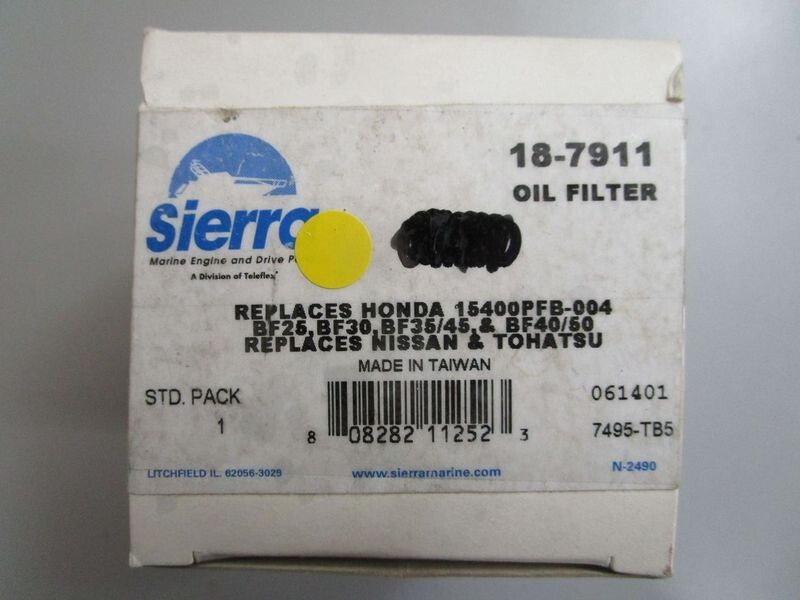 18-7911
OIL FILTER
Sierra
Marine Engine and Drive
A Division of Teleflex
REPLACES HONDA 15400PFB-004
BF25,BF30,BF35/45,& BF40/50
REPLACES NISSAN & TOHATSU
MADE IN TAIWAN
STD. PACK
1
061401
7495-TB5
8 08282 11252 3
LITCHFIELD IL. 62056-3029
www.sierramarine.com
N-2490